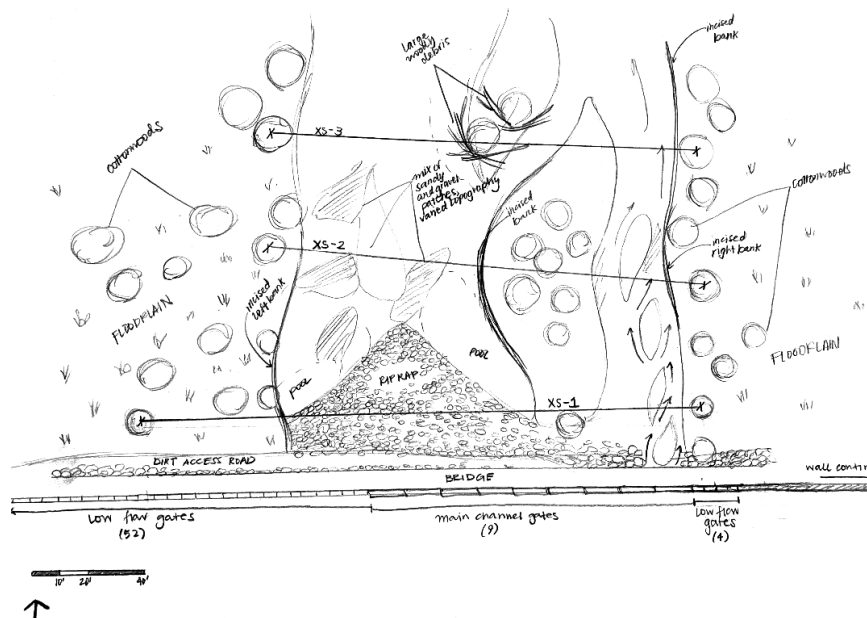 incised
bank
Large
woody
debris
XS-3
cottonwoods
mix of
sandy
and gravel
patches,
varied topography
cottonwoods
incised
bank
XS-2
incised
right bank
FLOODPLAIN
incised
left bank
FLOODPLAIN
POOL
POOL
RIP RAP
XS-1
DIRT ACCESS ROAD
BRIDGE
wall contin
low flow gates
(52)
main channel gates
(9)
low flow
gates
(4)
10' 20' 40'